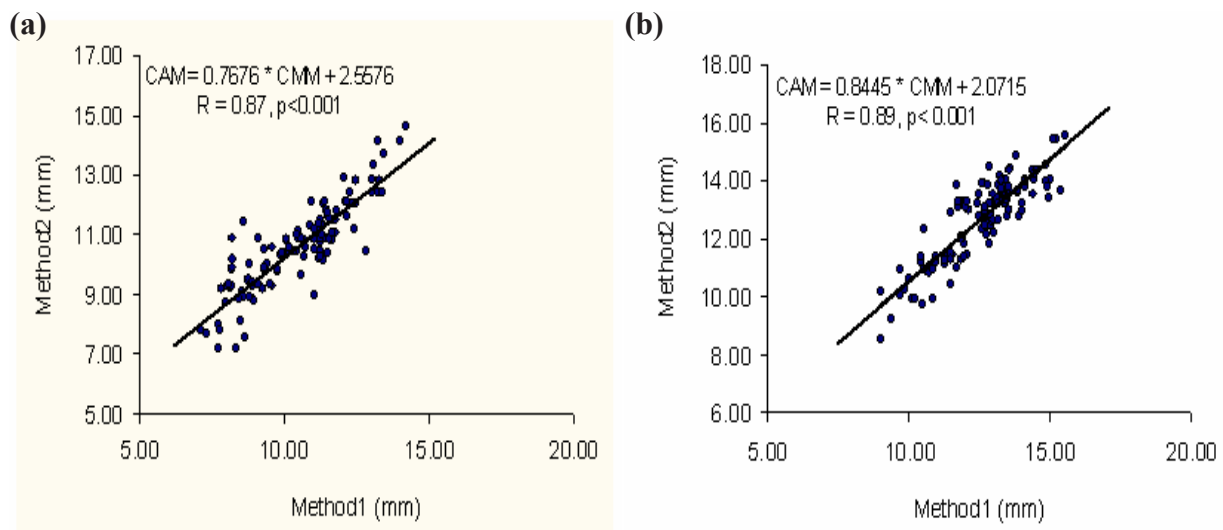 (a)
17.00
CAM= 0.7676 * CMM + 2.5576
R = 0.87, p<0.001
15.00
13.00
11.00
9.00
7.00
5.00
Method2 (mm)
5.00 10.00 15.00 20.00
Method1 (mm)
(b)
18.00
CAM= 0.8445 * CMM + 2.0715
R = 0.89, p< 0.001
16.00
14.00
12.00
10.00
8.00
6.00
Method2 (mm)
5.00 10.00 15.00 20.00
Method1 (mm)